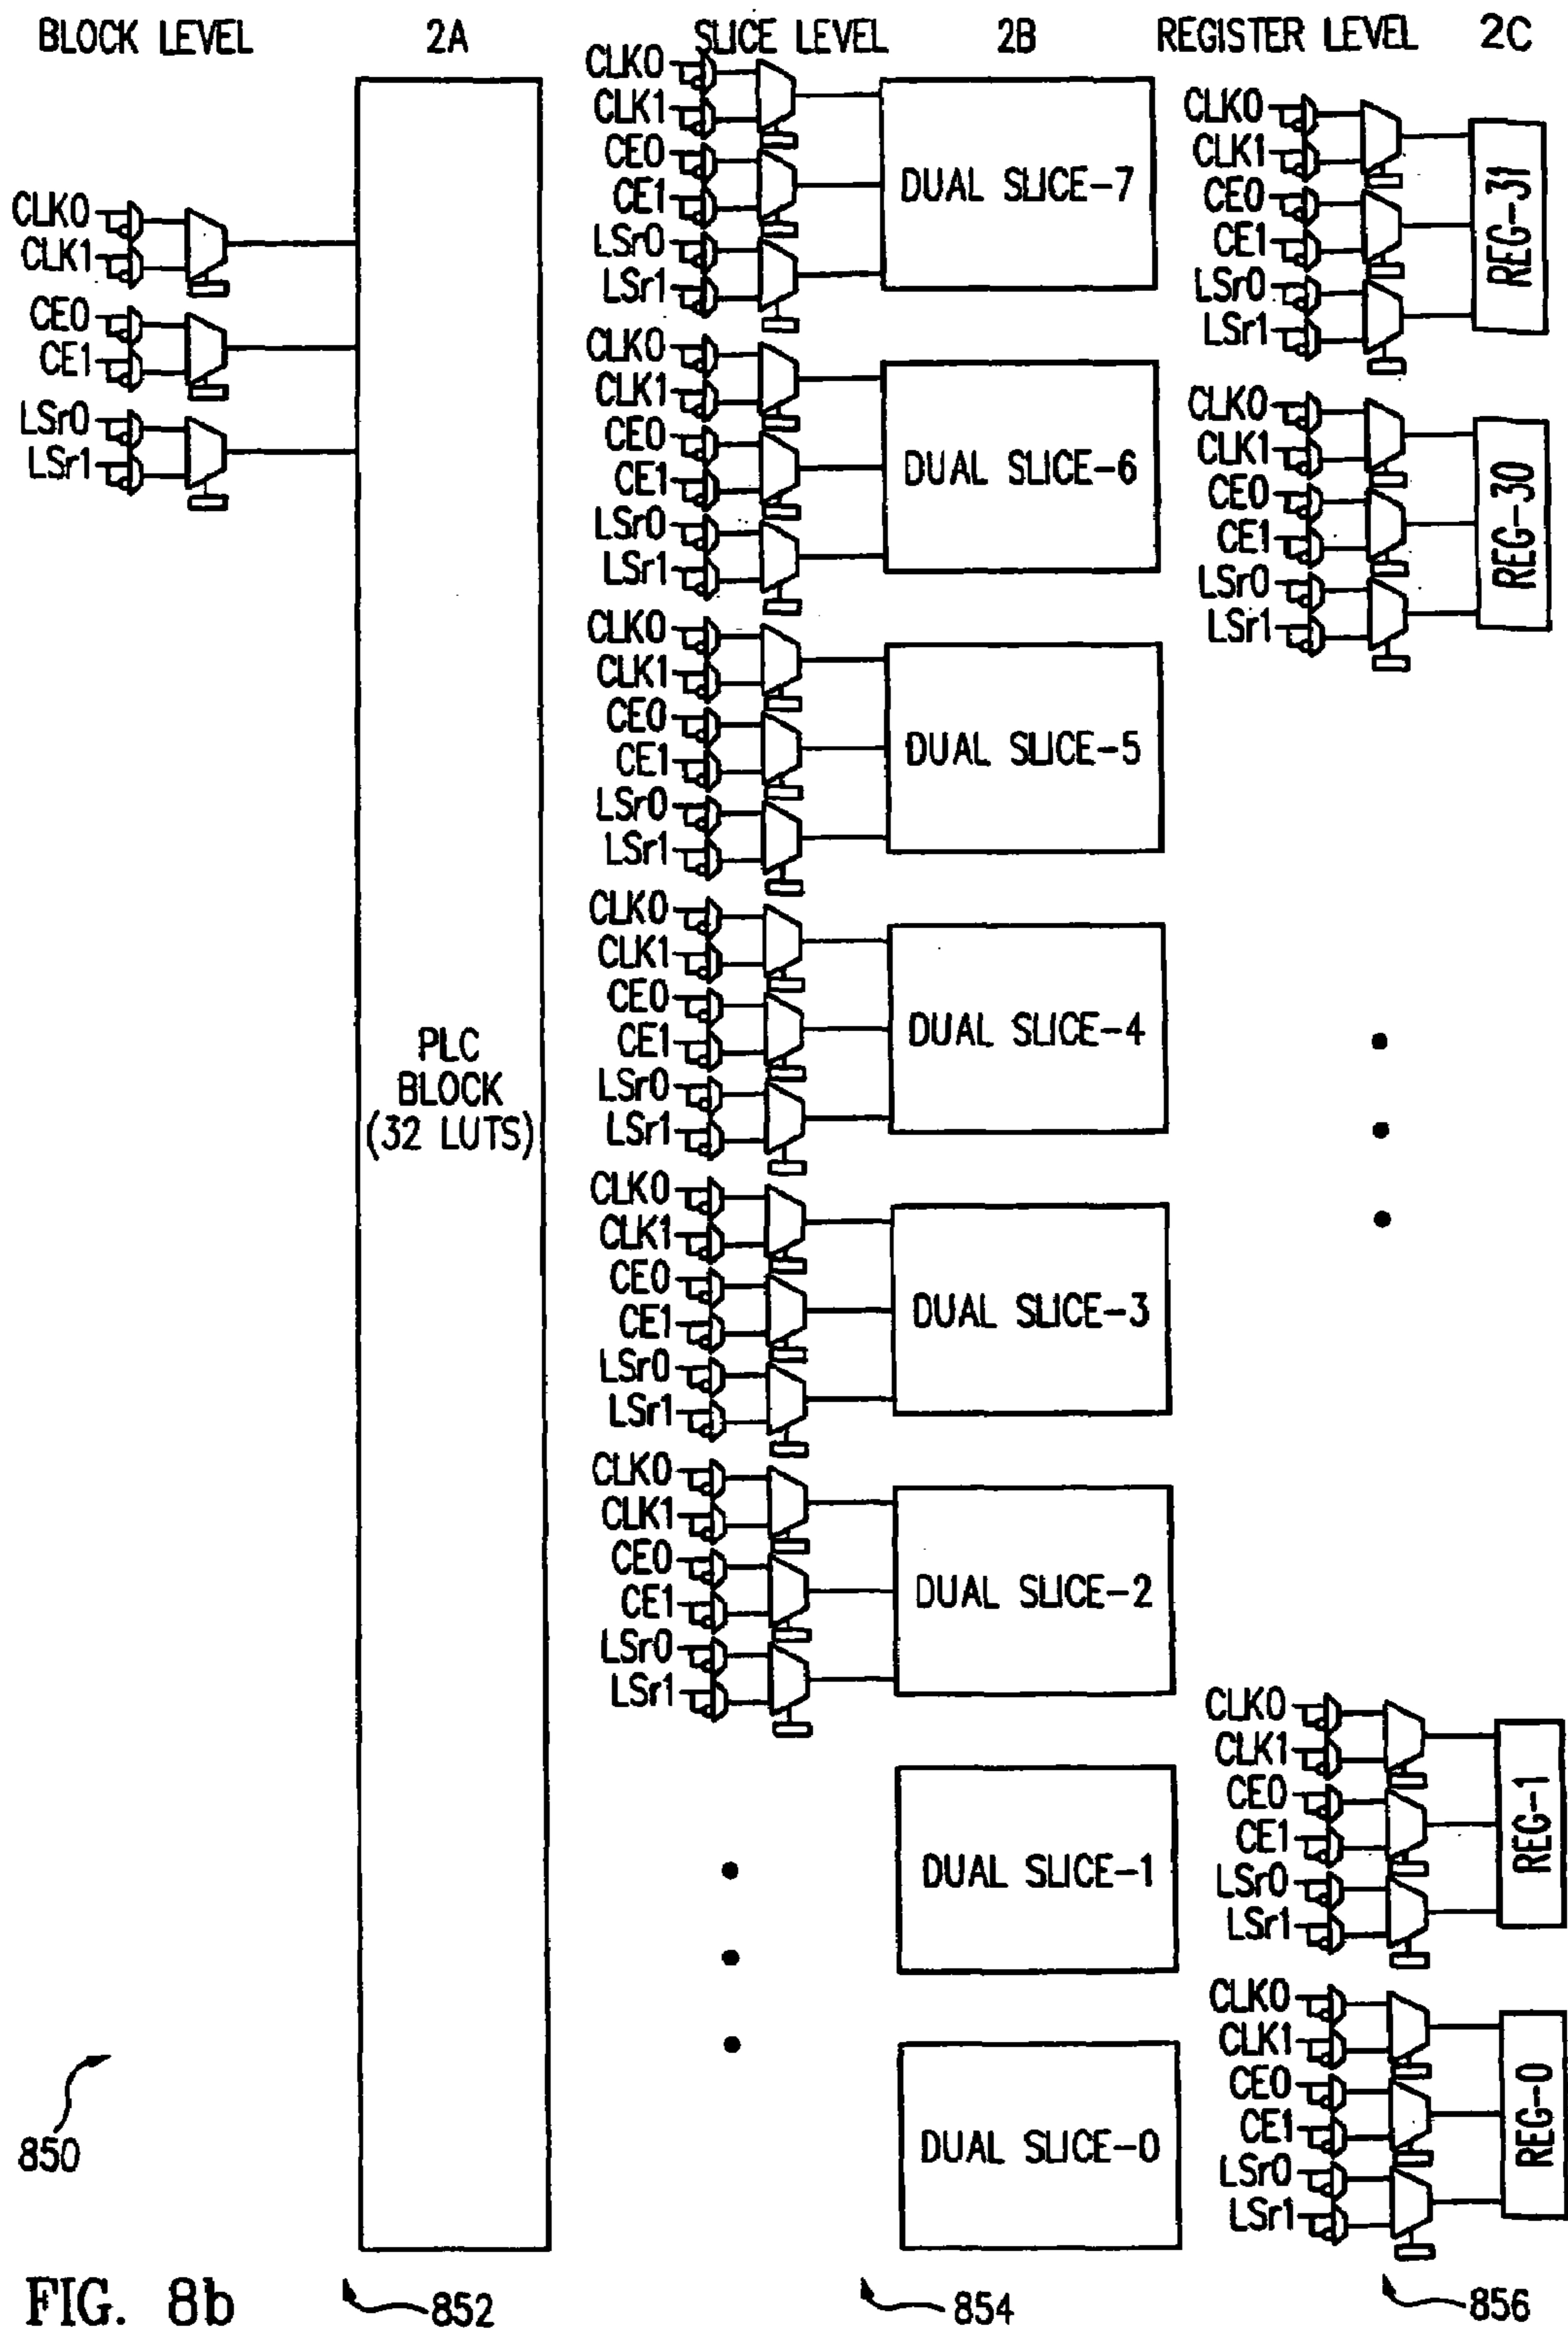 BLOCK LEVEL 2A SLICE LEVEL 2B REGISTER LEVEL 2C
CLK0
CLK1
CE0
CE1
LSr0
LSr1
PLC
BLOCK
(32 LUTS)
CLK0
CLK1
CE0
CE1
LSr0
LSr1
DUAL SLICE-7
CLK0
CLK1
CE0
CE1
LSr0
LSr1
DUAL SLICE-6
CLK0
CLK1
CE0
CE1
LSr0
LSr1
DUAL SLICE-5
CLK0
CLK1
CE0
CE1
LSr0
LSr1
DUAL SLICE-4
CLK0
CLK1
CE0
CE1
LSr0
LSr1
DUAL SLICE-3
CLK0
CLK1
CE0
CE1
LSr0
LSr1
DUAL SLICE-2
DUAL SLICE-1
DUAL SLICE-0
CLK0
CLK1
CE0
CE1
LSr0
LSr1
REG-31
CLK0
CLK1
CE0
CE1
LSr0
LSr1
REG-30
CLK0
CLK1
CE0
CE1
LSr0
LSr1
REG-1
CLK0
CLK1
CE0
CE1
LSr0
LSr1
REG-0
850
FIG. 8b
852
854
856